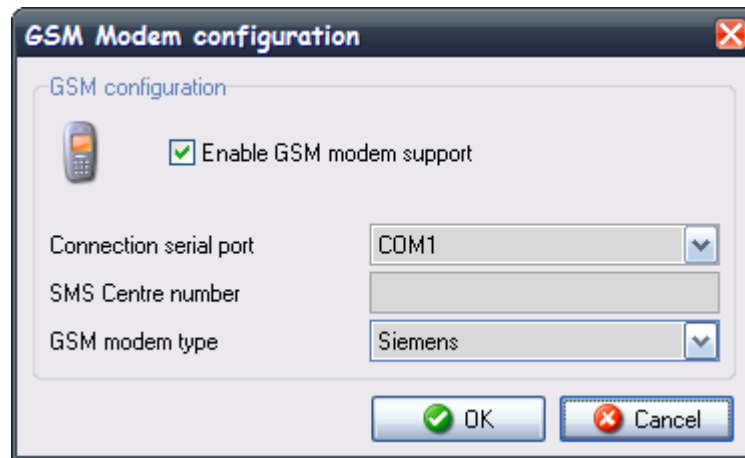 GSM Modem configuration
GSM configuration
Enable GSM modem support
Connection serial port COM1
SMS Centre number
GSM modem type Siemens
OK Cancel